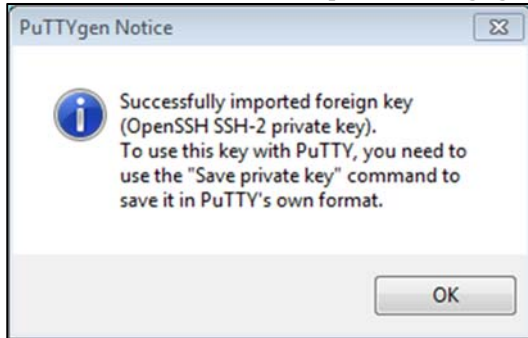 PuTTYgen Notice
Successfully imported foreign key
(OpenSSH SSH-2 private key).
To use this key with PuTTY, you need to
use the "Save private key" command to
save it in PuTTY's own format.
OK